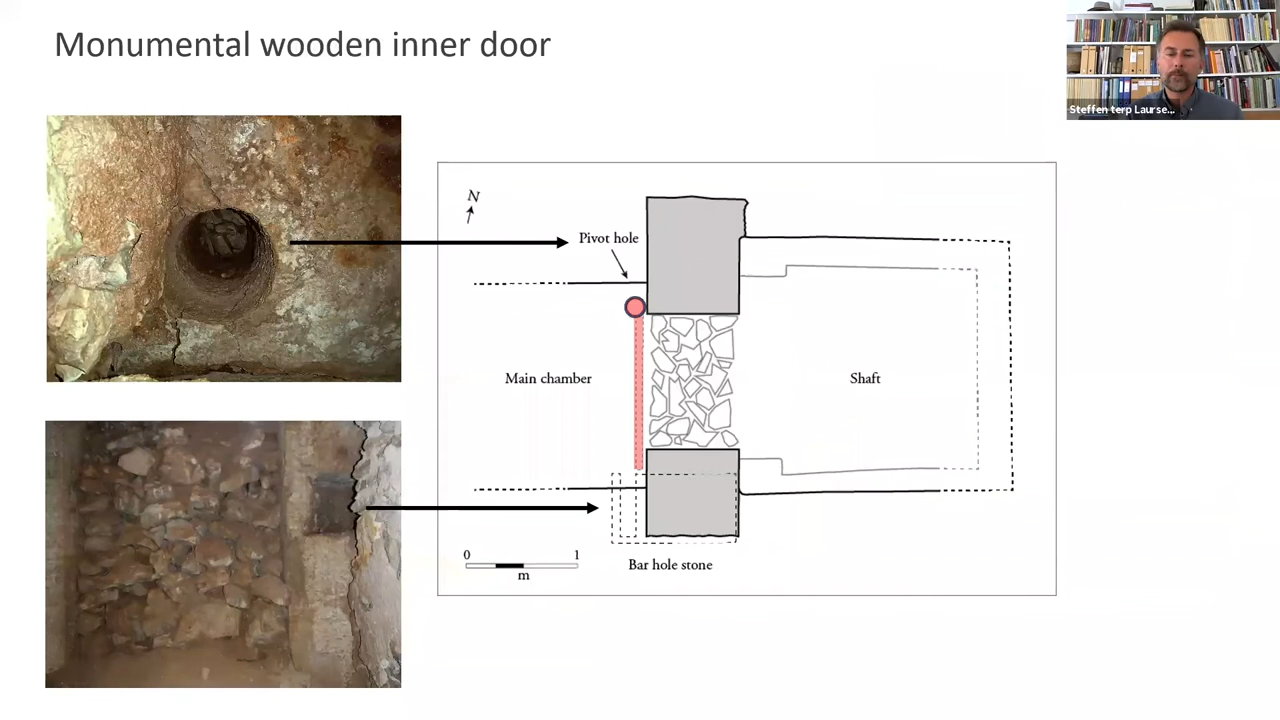 Monumental wooden inner door
Steffen terp Laurse...
N
Pivot hole
Main chamber
Shaft
0 1
m
Bar hole stone